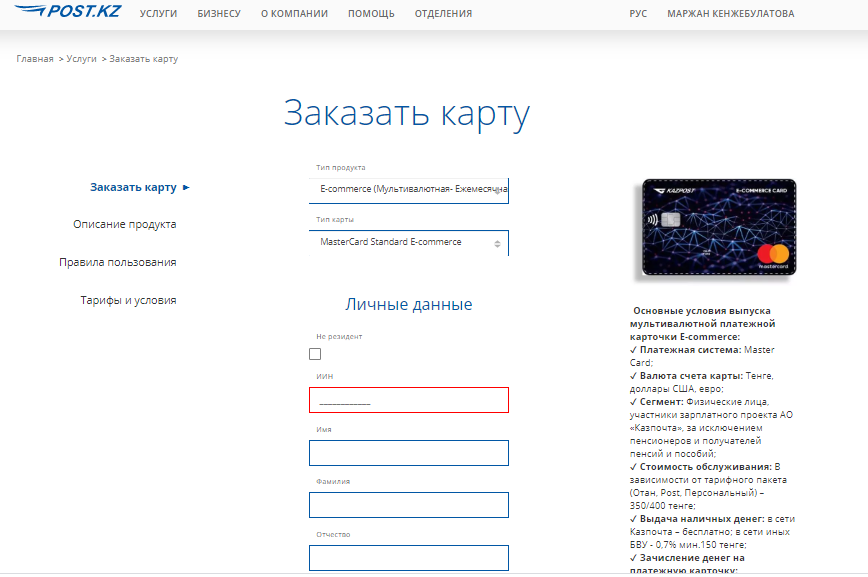 POST.KZ УСЛУГИ БИЗНЕСУ О КОМПАНИИ ПОМОЩЬ ОТДЕЛЕНИЯ РУС МАРЖАН КЕНЖЕБУЛАТОВА
Главная > Услуги > Заказать карту
Заказать карту
Заказать карту ►
Описание продукта
Правила пользования
Тарифы и условия
Тип продукта
E-commerce (Мультивалютная- Ежемесячна
Тип карты
MasterCard Standard E-commerce
Личные данные
Не резидент
ИИН
____________
Имя
Фамилия
Отчество
KAZPOST E-COMMERCE CARD
mastercard
Основные условия выпуска
мультивалютной платежной
карточки E-commerce:
✓ Платежная система: Master
Card;
✓ Валюта счета карты: Тенге,
доллары США, евро;
✓ Сегмент: Физические лица,
участники зарплатного проекта АО
«Казпочта», за исключением
пенсионеров и получателей
пенсий и пособий;
✓ Стоимость обслуживания: В
зависимости от тарифного пакета
(Отан, Post, Персональный) –
350/400 тенге;
✓ Выдача наличных денег: в сети
Казпочта – бесплатно; в сети иных
БВУ - 0,7% мин.150 тенге;
✓ Зачисление денег на
платежную карточку: